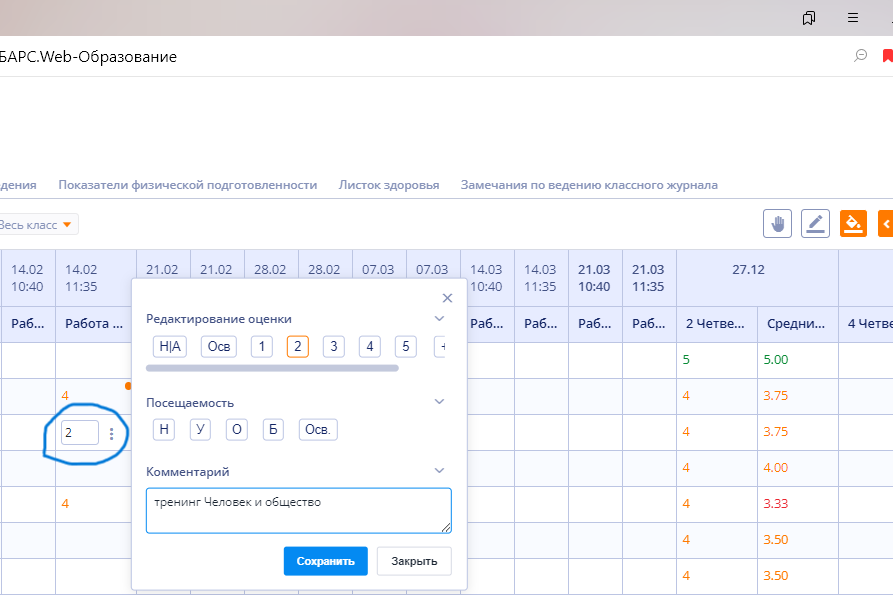 БАРС.Web-Образование
дения Показатели физической подготовленности Листок здоровья Замечания по ведению классного журнала
Весь класс
14.02 14.02 21.02 21.02 28.02 28.02 07.03 07.03 14.03 14.03 21.03 21.03 27.12
10:40 11:35 10:40 11:35 10:40 11:35
Раб... Работа ... Раб... Раб... Раб... Раб... 2 Четве... Средни... 4 Четве
5 5.00
4 4 3.75
2 4 3.75
4 4.00
4 4 3.33
4 3.50
4 3.50
Редактирование оценки
Н|А Осв 1 2 3 4 5
Посещаемость
Н У О Б Осв.
Комментарий
тренинг Человек и общество
Сохранить Закрыть